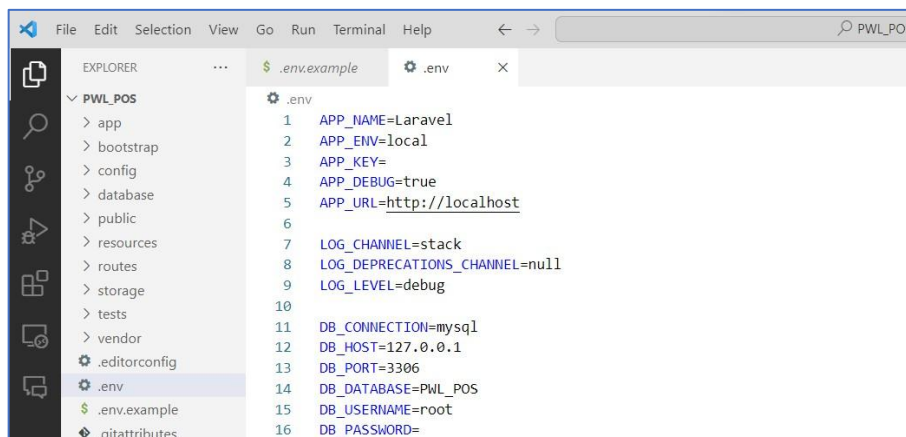 File Edit Selection View Go Run Terminal Help
PWL_PO
EXPLORER ...
PWL_POS
app
bootstrap
config
database
public
resources
routes
storage
tests
vendor
.editorconfig
.env
$ .env.example
.gitattributes
$ .env.example
.env
.env
1 APP_NAME=Laravel
2 APP_ENV=local
3 APP_KEY=
4 APP_DEBUG=true
5 APP_URL=http://localhost
6
7 LOG_CHANNEL=stack
8 LOG_DEPRECATIONS_CHANNEL=null
9 LOG_LEVEL=debug
10
11 DB_CONNECTION=mysql
12 DB_HOST=127.0.0.1
13 DB_PORT=3306
14 DB_DATABASE=PWL_POS
15 DB_USERNAME=root
16 DB_PASSWORD=